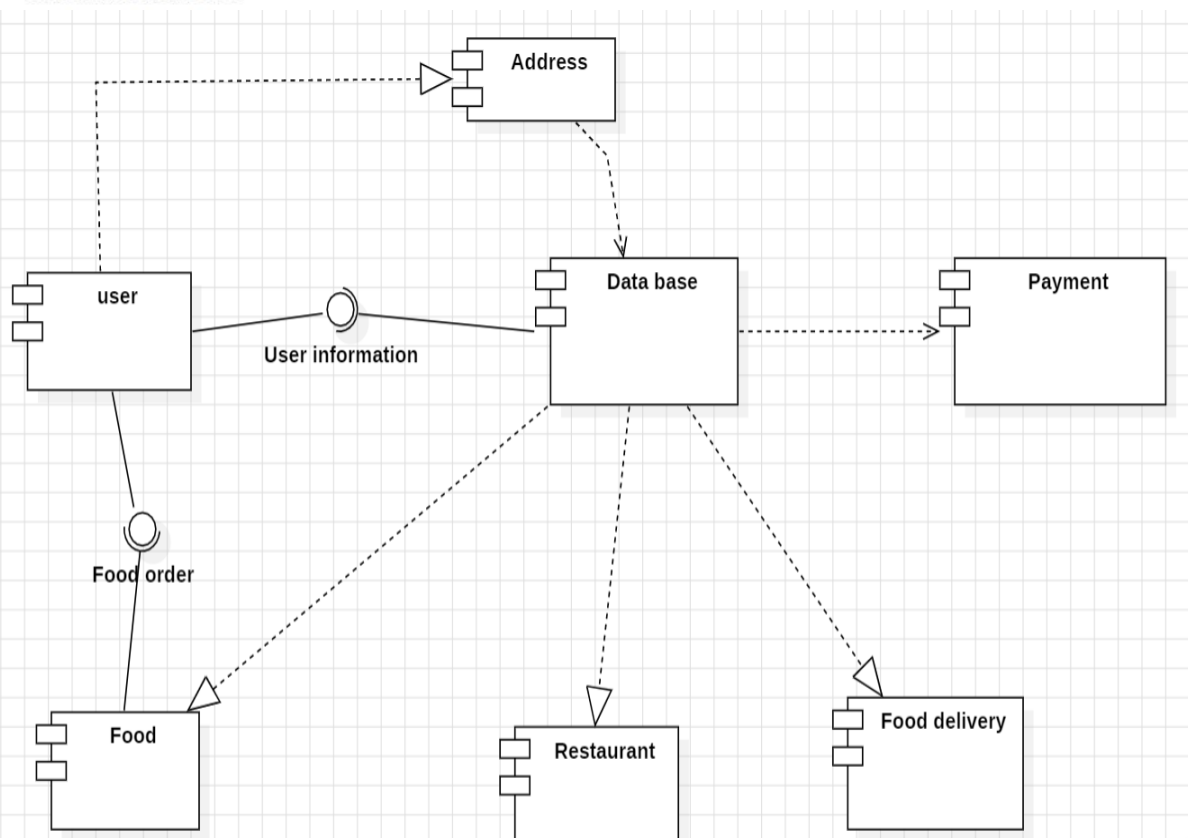 Address
user
Data base
Payment
User information
Food order
Food
Restaurant
Food delivery